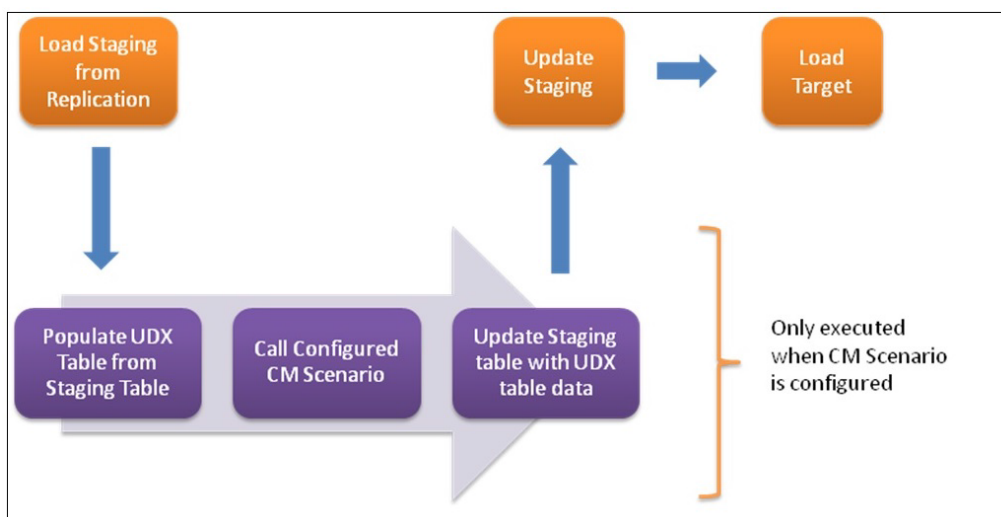 Load Staging
from
Replication
Update
Staging
Load
Target
Populate UDX
Table from
Staging Table
Call Configured
CM Scenario
Update Staging
table with UDX
table data
Only executed
when CM Scenario
is configured